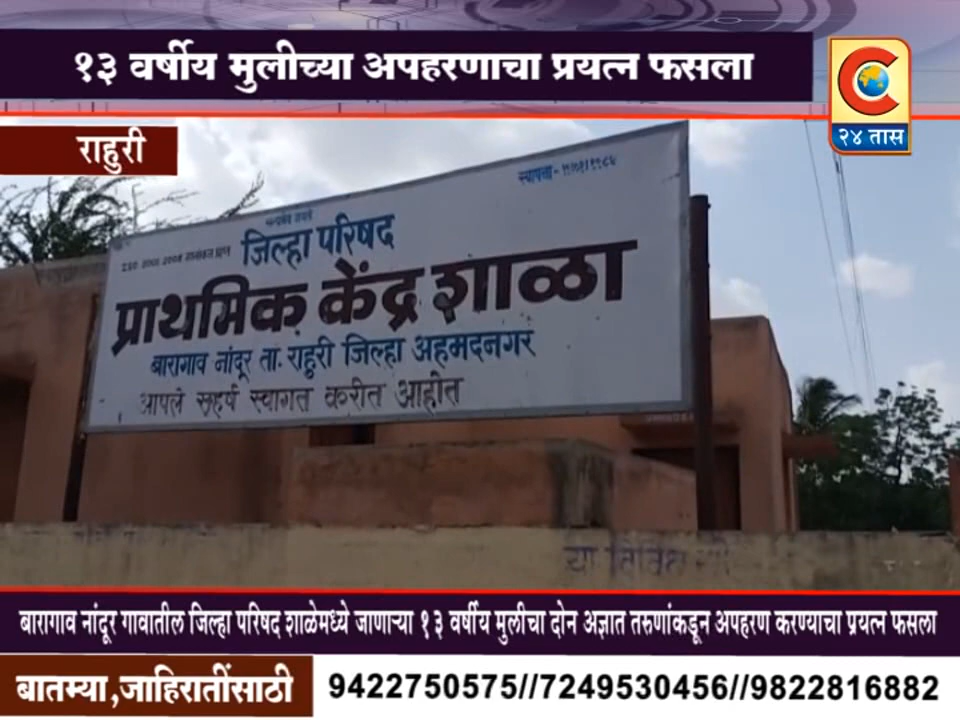 १३ वर्षीय मुलीच्या अपहरणाचा प्रयत्न फसला
C
२४ तास
राहुरी
स्थापना -
जिल्हा परिषद
प्राथमिक केंद्र शाळा
बारागाव नांदूर ता. राहुरी जिल्हा अहमदनगर
आपले सहर्ष स्वागत करीत आहोत
या
बारागाव नांदूर गावातील जिल्हा परिषद शाळेमध्ये जाणाऱ्या १३ वर्षीय मुलीचा दोन अज्ञात तरुणांकडून अपहरण करण्याचा प्रयत्न फसला
बातम्या ,जाहिरातींसाठी
9422750575//7249530456//9822816882